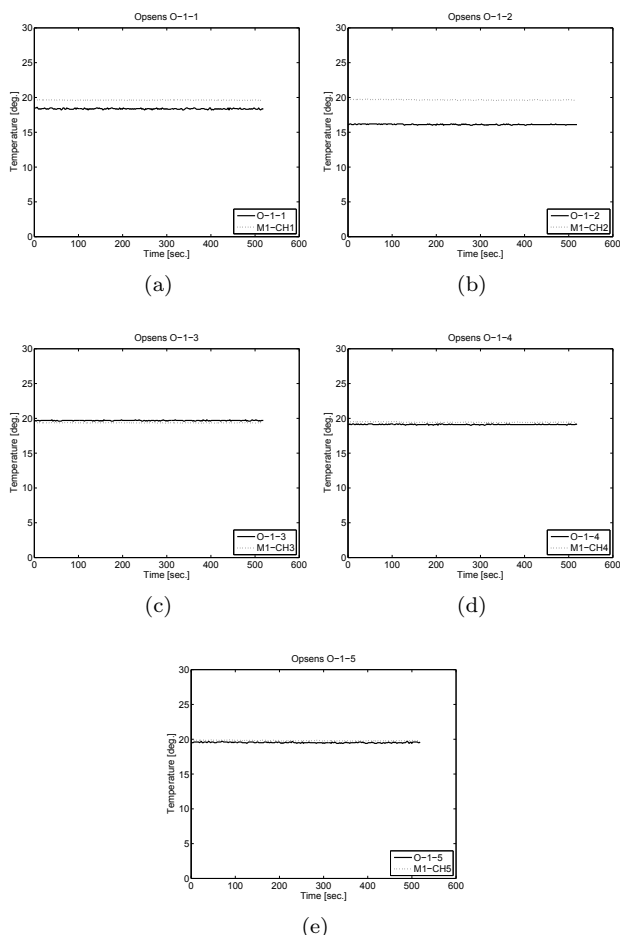 Opsens O−1−1
30
25
20
15
10
5
0
0 100 200 300 400 500 600
Temperature [deg.]
Time [sec.]
O−1−1
M1−CH1
(a)
Opsens O−1−2
30
25
20
15
10
5
0
0 100 200 300 400 500 600
Temperature [deg.]
Time [sec.]
O−1−2
M1−CH2
(b)
Opsens O−1−3
30
25
20
15
10
5
0
0 100 200 300 400 500 600
Temperature [deg.]
Time [sec.]
O−1−3
M1−CH3
(c)
Opsens O−1−4
30
25
20
15
10
5
0
0 100 200 300 400 500 600
Temperature [deg.]
Time [sec.]
O−1−4
M1−CH4
(d)
Opsens O−1−5
30
25
20
15
10
5
0
0 100 200 300 400 500 600
Temperature [deg.]
Time [sec.]
O−1−5
M1−CH5
(e)